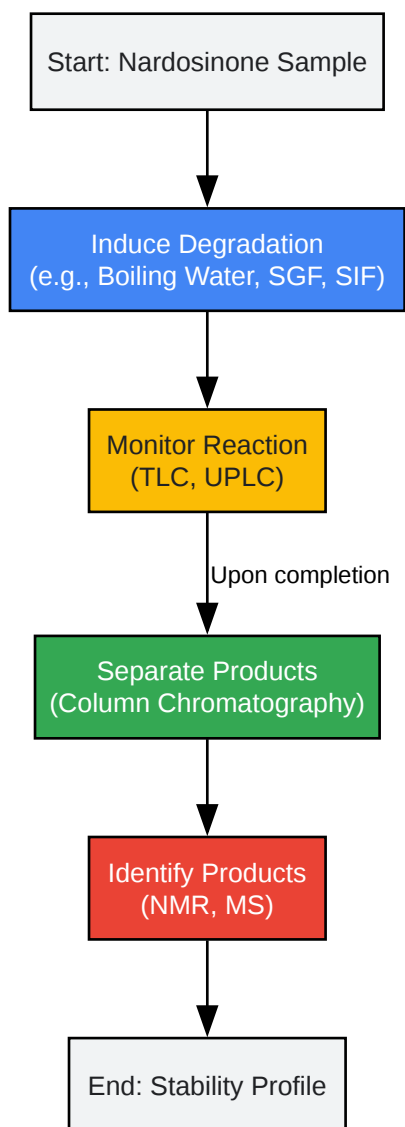 Start: Nardosinone Sample
Induce Degradation
(e.g., Boiling Water, SGF, SIF)
Monitor Reaction
(TLC, UPLC)
Upon completion
Separate Products
(Column Chromatography)
Identify Products
(NMR, MS)
End: Stability Profile